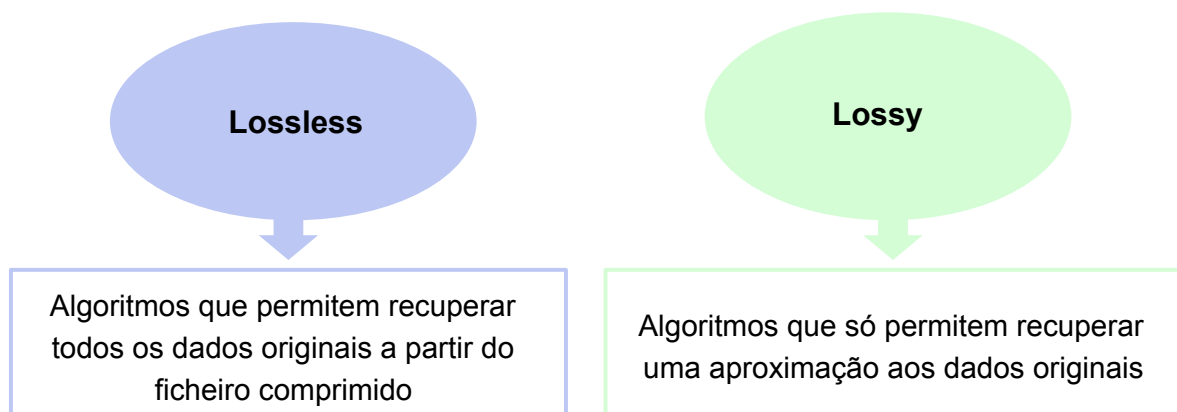 Lossless
Algoritmos que permitem recuperar
todos os dados originais a partir do
ficheiro comprimido
Lossy
Algoritmos que só permitem recuperar
uma aproximação aos dados originais